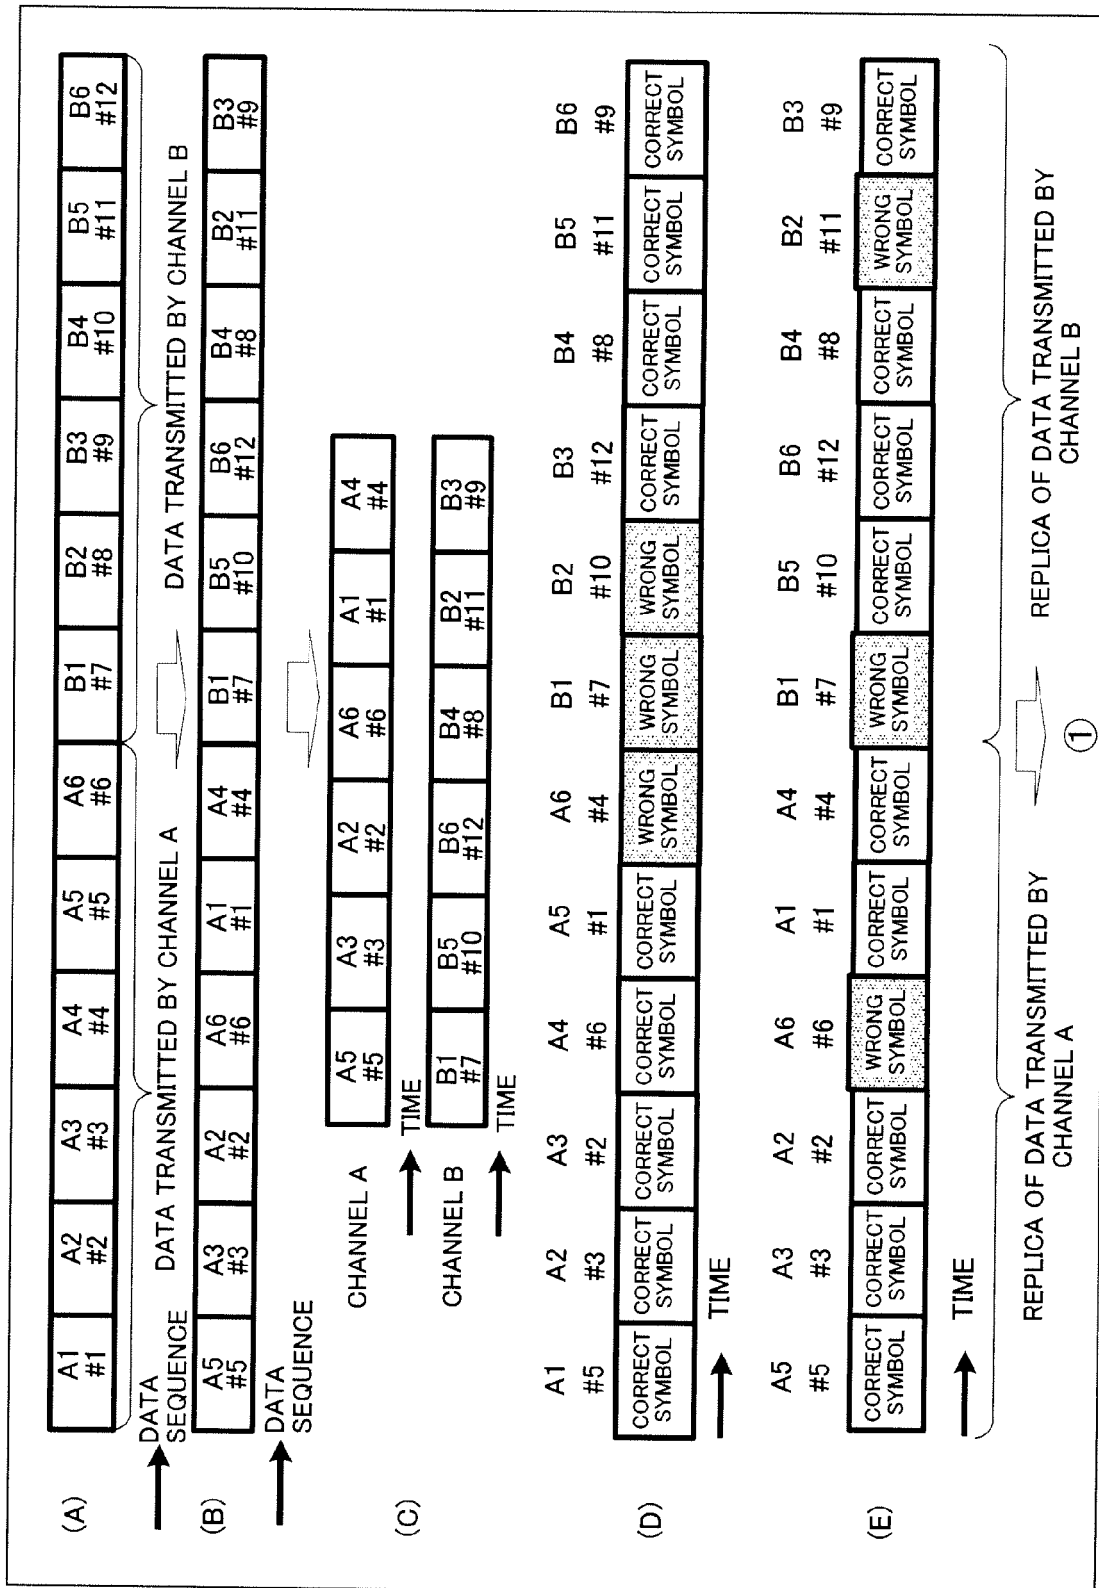 (A)
A1 A2 A3 A4 A5 A6 B1 B2 B3 B4 B5 B6
#1 #2 #3 #4 #5 #6 #7 #8 #9 #10 #11 #12
DATA SEQUENCE
DATA TRANSMITTED BY CHANNEL A
DATA TRANSMITTED BY CHANNEL B
(B)
A5 A3 A2 A6 A1 A4 B1 B5 B6 B4 B2 B3
#5 #3 #2 #6 #1 #4 #7 #10 #12 #8 #11 #9
DATA SEQUENCE
(C)
CHANNEL A
A5 A3 A2 A6 A1 A4
#5 #3 #2 #6 #1 #4
TIME
CHANNEL B
B1 B5 B6 B4 B2 B3
#7 #10 #12 #8 #11 #9
TIME
(D)
A1 A2 A3 A4 A5 A6 B1 B2 B3 B4 B5 B6
#5 #3 #2 #6 #1 #4 #7 #10 #12 #8 #11 #9
CORRECT CORRECT CORRECT CORRECT CORRECT WRONG WRONG WRONG CORRECT CORRECT CORRECT CORRECT
SYMBOL SYMBOL SYMBOL SYMBOL SYMBOL SYMBOL SYMBOL SYMBOL SYMBOL SYMBOL SYMBOL SYMBOL
TIME
(E)
A5 A3 A2 A6 A1 A4 B1 B5 B6 B4 B2 B3
#5 #3 #2 #6 #1 #4 #7 #10 #12 #8 #11 #9
CORRECT CORRECT CORRECT WRONG CORRECT CORRECT WRONG CORRECT CORRECT CORRECT WRONG CORRECT
SYMBOL SYMBOL SYMBOL SYMBOL SYMBOL SYMBOL SYMBOL SYMBOL SYMBOL SYMBOL SYMBOL SYMBOL
TIME
REPLICA OF DATA TRANSMITTED BY
CHANNEL A
REPLICA OF DATA TRANSMITTED BY
CHANNEL B
①